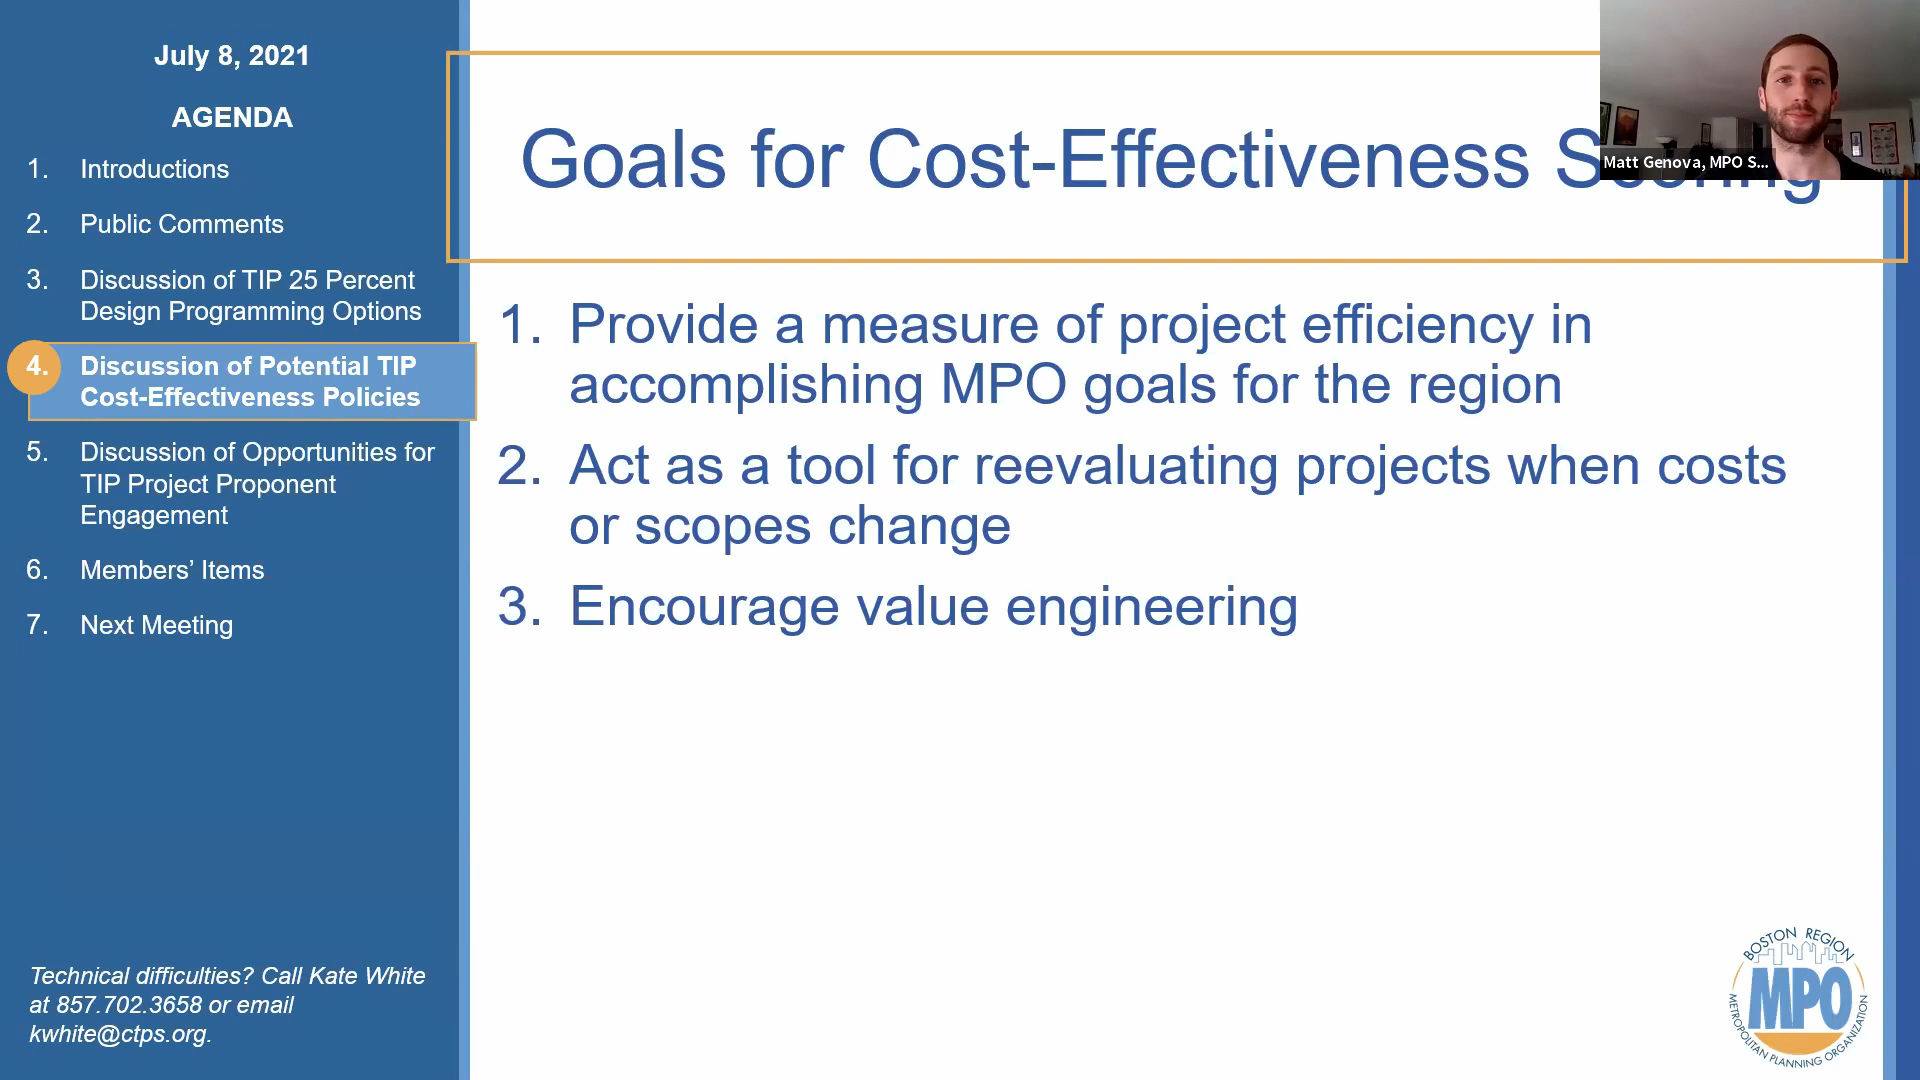 July 8, 2021
AGENDA
1. Introductions
2. Public Comments
3. Discussion of TIP 25 Percent
Design Programming Options
4. Discussion of Potential TIP
Cost-Effectiveness Policies
5. Discussion of Opportunities for
TIP Project Proponent
Engagement
6. Members’ Items
7. Next Meeting
Technical difficulties? Call Kate White
at 857.702.3658 or email
kwhite@ctps.org.
Goals for Cost-Effectiveness Scoring
Matt Genova, MPO S...
1. Provide a measure of project efficiency in
accomplishing MPO goals for the region
2. Act as a tool for reevaluating projects when costs
or scopes change
3. Encourage value engineering
BOSTON REGION
MPO
METROPOLITAN PLANNING ORGANIZATION